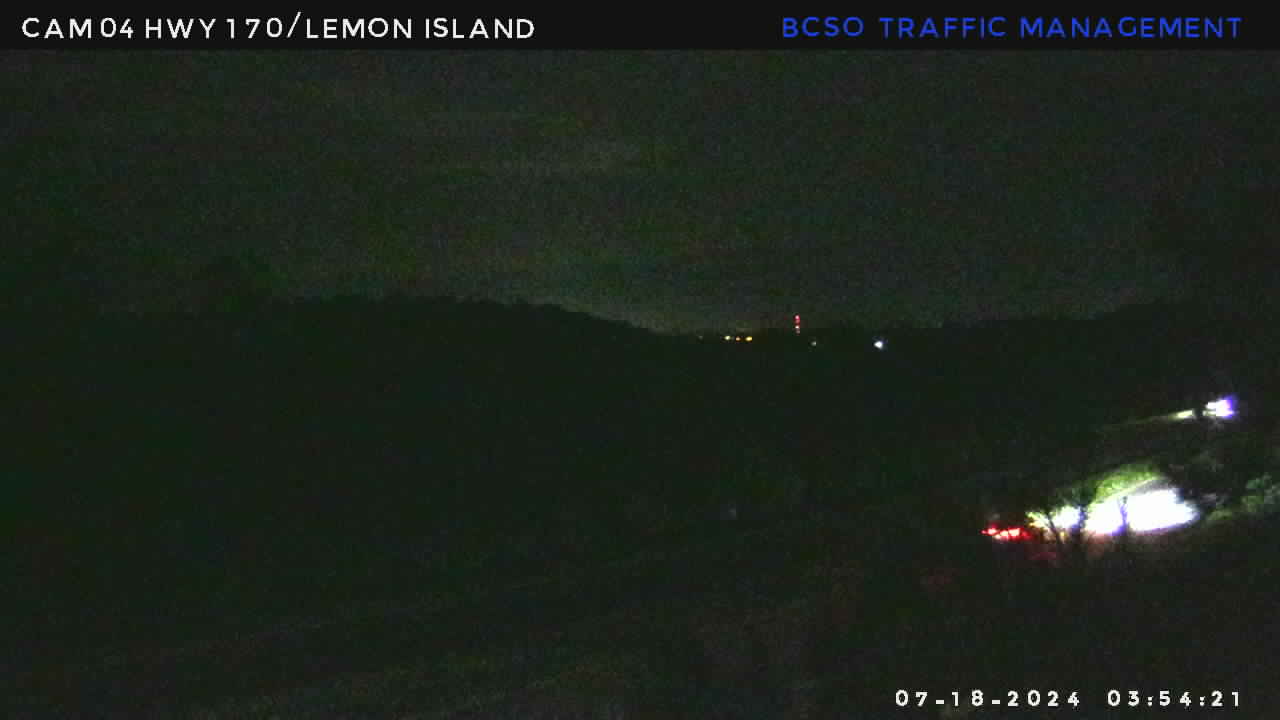 CAM04 HWY 170/LEMON ISLAND
BCSO TRAFFIC MANAGEMENT
07-18-2024 03:54:21